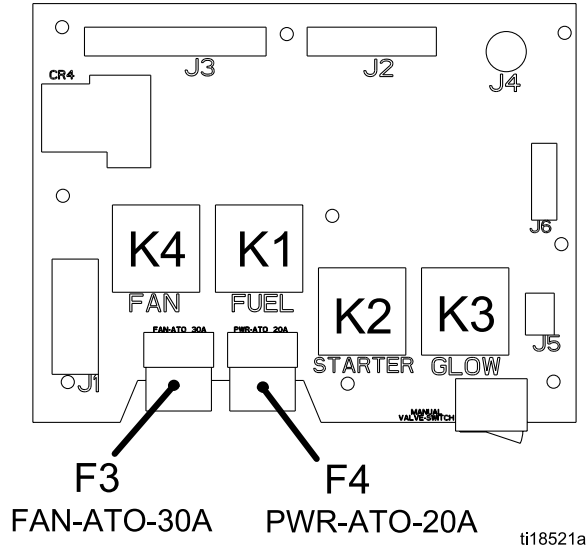 J3
J2
J4
CR4
J6
K4
K1
FAN
FUEL
K2
K3
STARTER
GLOW
J5
FAN-ATO 30A
PWR-ATO 20A
J1
MANUAL
VALVE-SWITCH
F3
F4
FAN-ATO-30A
PWR-ATO-20A
ti18521a